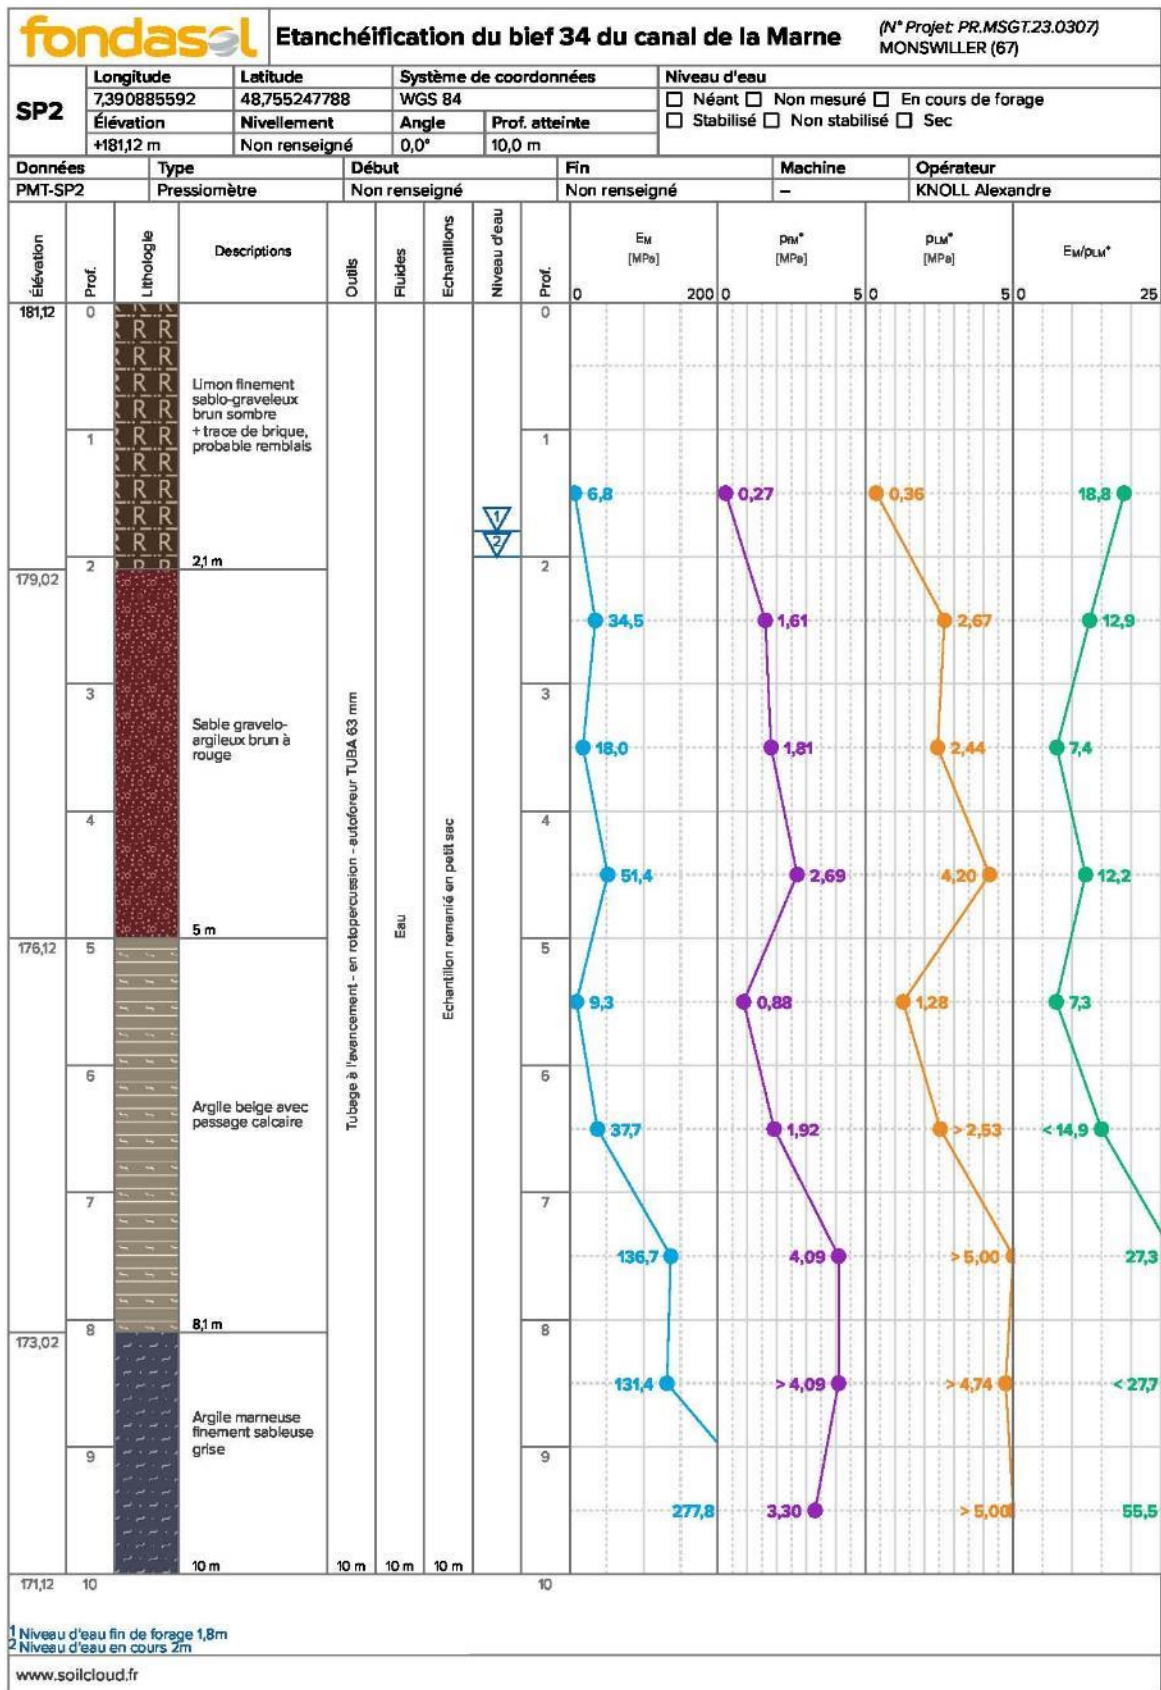 fondasol
Etanchéification du bief 34 du canal de la Marne
(N° Projet: PR.MSGT.23.0307)
MONSWILLER (67)
SP2
Longitude Latitude Système de coordonnées Niveau d'eau
7,390885592 48,755247788 WGS 84
☐ Néant ☐ Non mesuré ☐ En cours de forage
Élévation Nivellement Angle Prof. atteinte
☐ Stabilisé ☐ Non stabilisé ☐ Sec
+181,12 m Non renseigné 0,0° 10,0 m
Données Type Début Fin Machine Opérateur
PMT-SP2 Pressiomètre Non renseigné Non renseigné – KNOLL Alexandre
Élévation
Prof.
Lithologie
Descriptions
Outils
Fluides
Echantillons
Niveau d'eau
Prof.
EM
[MPa]
pfM*
[MPa]
pLM*
[MPa]
EM/pLM*
0 200 0 5 0 5 0 25
181,12 0 0
R R R
R R R
R R R
R R R
R R R
R R R
R R R
R R R
R R R
R R R
Limon finement
sablo-graveleux
brun sombre
+ trace de brique,
probable remblais
1 1
6,8 0,27 0,36 18,8
1
2
2,1 m
2 2
179,02
34,5 1,61 2,67 12,9
3 3
Sable gravelo-
argileux brun à
rouge
18,0 1,81 2,44 7,4
4 4
51,4 2,69 4,20 12,2
5 m
176,12 5 5
Tubage à l'avancement - en rotopercussion - autoforeur TUBA 63 mm
Eau
Echantillon remanié en petit sac
9,3 0,88 1,28 7,3
6 6
Argile beige avec
passage calcaire
37,7 1,92 > 2,53 < 14,9
7 7
136,7 4,09 > 5,00 27,3
8,1 m
8 8
173,02
131,4 > 4,09 > 4,74 < 27,7
Argile marneuse
finement sableuse
grise
9 9
277,8 3,30 > 5,00 55,5
10 m 10 m 10 m 10 m
171,12 10 10
1 Niveau d'eau fin de forage 1,8m
2 Niveau d'eau en cours 2m
www.soilcloud.fr